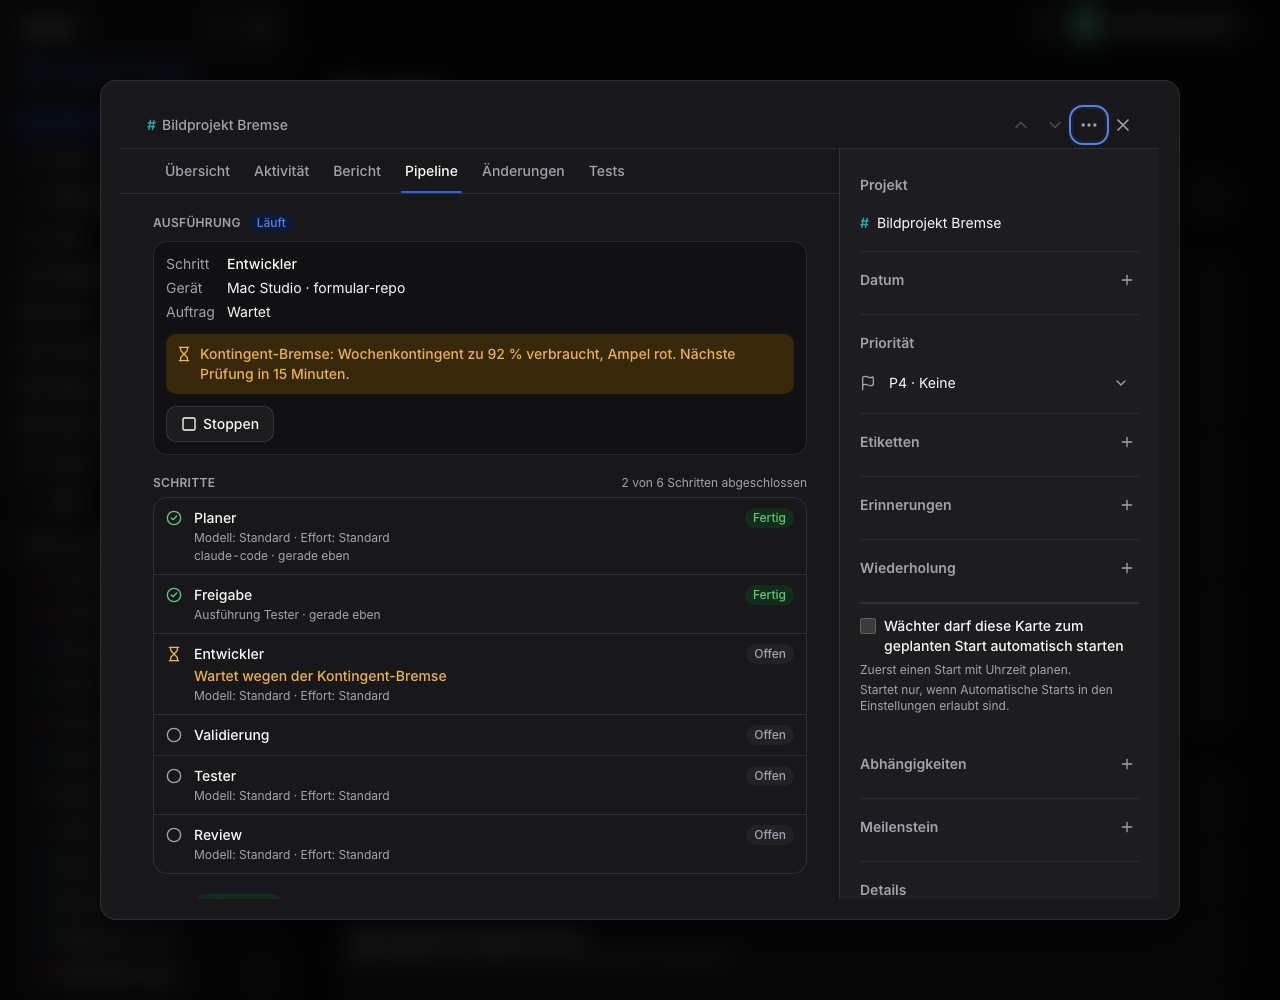 # Bildprojekt Bremse
Übersicht
Aktivität
Bericht
Pipeline
Änderungen
Tests
AUSFÜHRUNG Läuft
Schritt Entwickler
Gerät Mac Studio · formular-repo
Auftrag Wartet
Kontingent-Bremse: Wochenkontingent zu 92 % verbraucht, Ampel rot. Nächste
Prüfung in 15 Minuten.
Stoppen
SCHRITTE 2 von 6 Schritten abgeschlossen
Planer Fertig
Modell: Standard · Effort: Standard
claude-code · gerade eben
Freigabe Fertig
Ausführung Tester · gerade eben
Entwickler Offen
Wartet wegen der Kontingent-Bremse
Modell: Standard · Effort: Standard
Validierung Offen
Tester Offen
Modell: Standard · Effort: Standard
Review Offen
Modell: Standard · Effort: Standard
Projekt
# Bildprojekt Bremse
Datum
Priorität
P4 · Keine
Etiketten
Erinnerungen
Wiederholung
Wächter darf diese Karte zum
geplanten Start automatisch starten
Zuerst einen Start mit Uhrzeit planen.
Startet nur, wenn Automatische Starts in den
Einstellungen erlaubt sind.
Abhängigkeiten
Meilenstein
Details